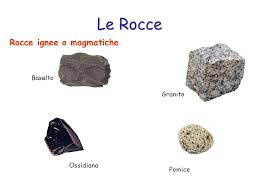 Le Rocce
Rocce ignee o magmatiche
Basalto
Granito
Ossidiana
Pomice